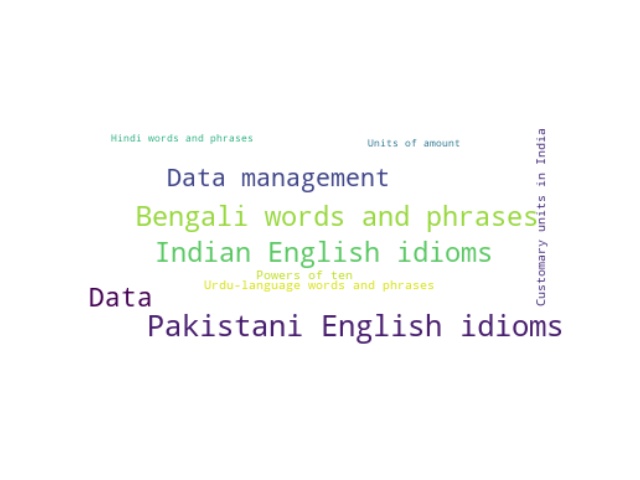 Hindi words and phrases
Units of amount
Customary units in India
Data management
Bengali words and phrases
Indian English idioms
Powers of ten
Urdu-language words and phrases
Data
Pakistani English idioms